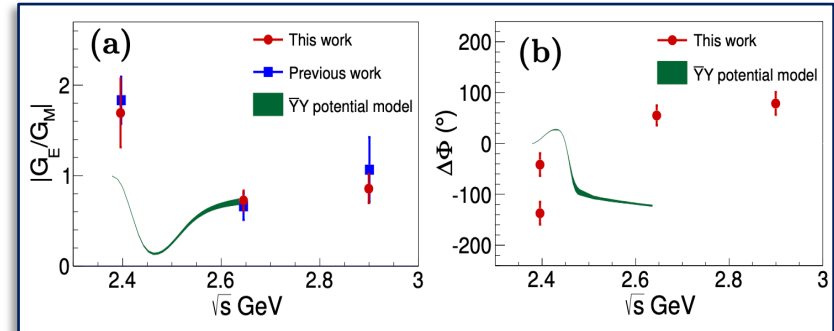 (a)
This work
Previous work
ȲY potential model
|G_E/G_M|
2
1
0
2.4 2.6 2.8 3
√s GeV
(b)
This work
ȲY potential model
ΔΦ (°)
200
100
0
-100
-200
2.4 2.6 2.8 3
√s GeV